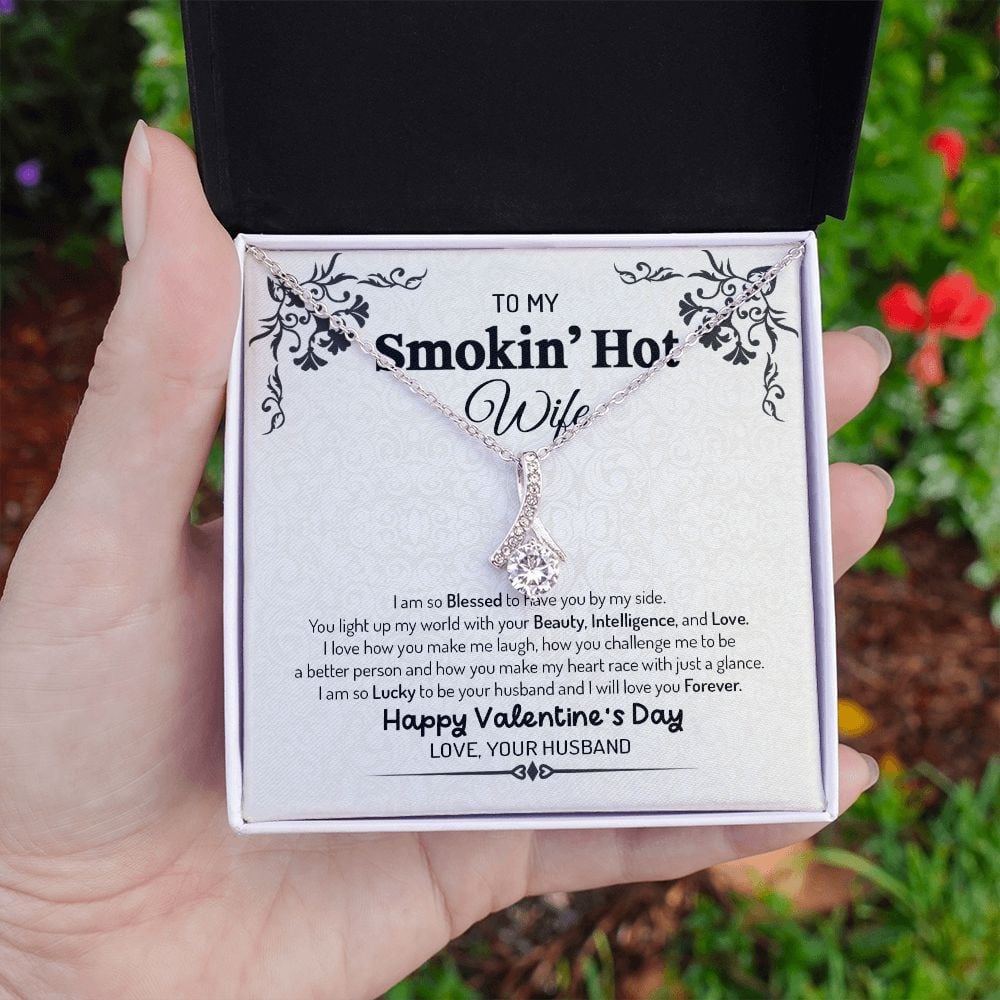 TO MY
Smokin' Hot
Wife
I am so Blessed to have you by my side.
You light up my world with your Beauty, Intelligence, and Love.
I love how you make me laugh, how you challenge me to be
a better person and how you make my heart race with just a glance.
I am so Lucky to be your husband and I will love you Forever.
Happy Valentine's Day
LOVE, YOUR HUSBAND